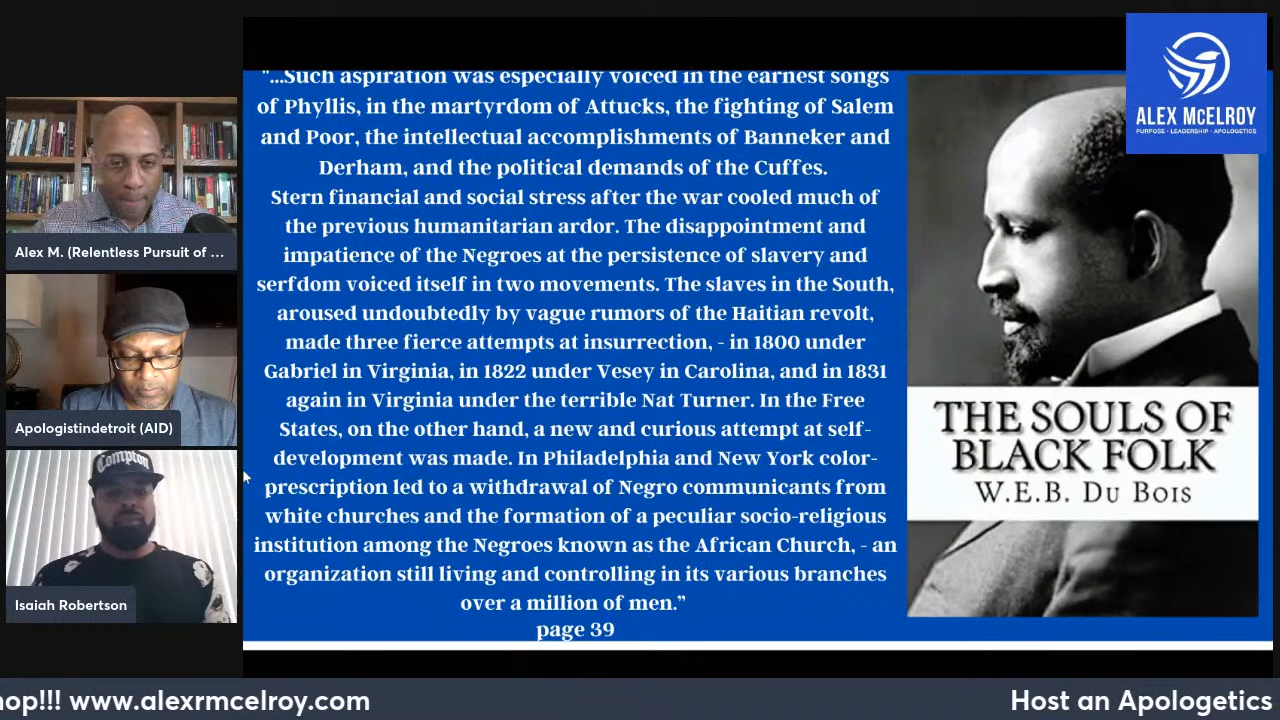 "...Such aspiration was especially voiced in the earnest songs
of Phyllis, in the martyrdom of Attucks, the fighting of Salem
and Poor, the intellectual accomplishments of Banneker and
Derham, and the political demands of the Cuffes.
Stern financial and social stress after the war cooled much of
the previous humanitarian ardor. The disappointment and
impatience of the Negroes at the persistence of slavery and
serfdom voiced itself in two movements. The slaves in the South,
aroused undoubtedly by vague rumors of the Haitian revolt,
made three fierce attempts at insurrection, - in 1800 under
Gabriel in Virginia, in 1822 under Vesey in Carolina, and in 1831
again in Virginia under the terrible Nat Turner. In the Free
States, on the other hand, a new and curious attempt at self-
development was made. In Philadelphia and New York color-
prescription led to a withdrawal of Negro communicants from
white churches and the formation of a peculiar socio-religious
institution among the Negroes known as the African Church, - an
organization still living and controlling in its various branches
over a million of men.”
page 39
THE SOULS OF
BLACK FOLK
W.E.B. DU BOIS
ALEX McELROY
PURPOSE · LEADERSHIP · APOLOGETICS
Alex M. (Relentless Pursuit of ...
Apologistindetroit (AID)
Compton
Isaiah Robertson
hop!!! www.alexrmcelroy.com
Host an Apologetics